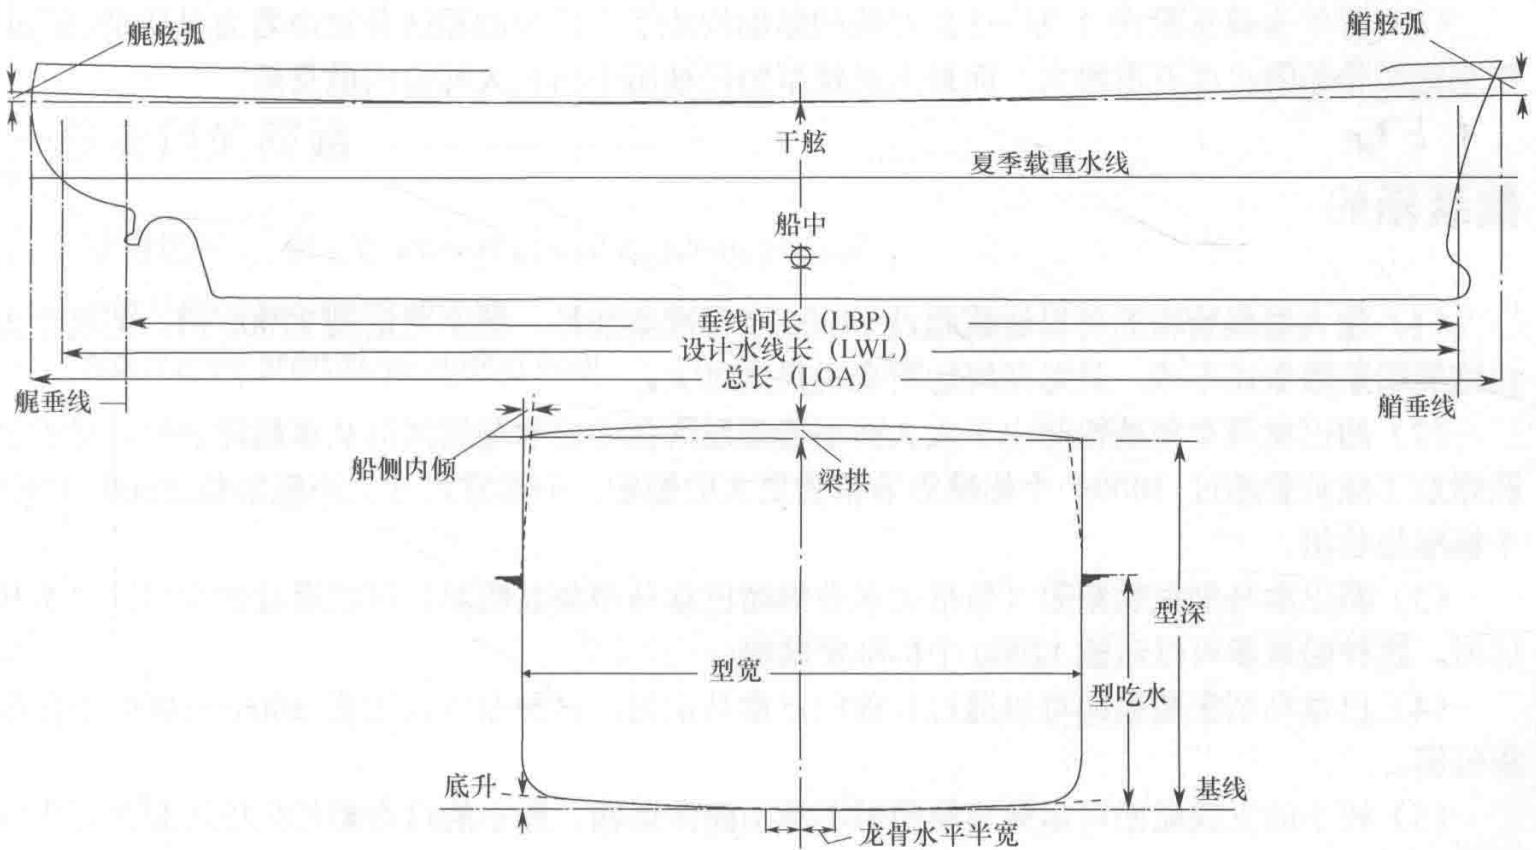 艉舷弧
艏舷弧
干舷
夏季载重水线
船中
垂线间长（LBP）
设计水线长（LWL）
总长（LOA）
艉垂线
艏垂线
船侧内倾
梁拱
型深
型宽
型吃水
底升
基线
龙骨水平半宽